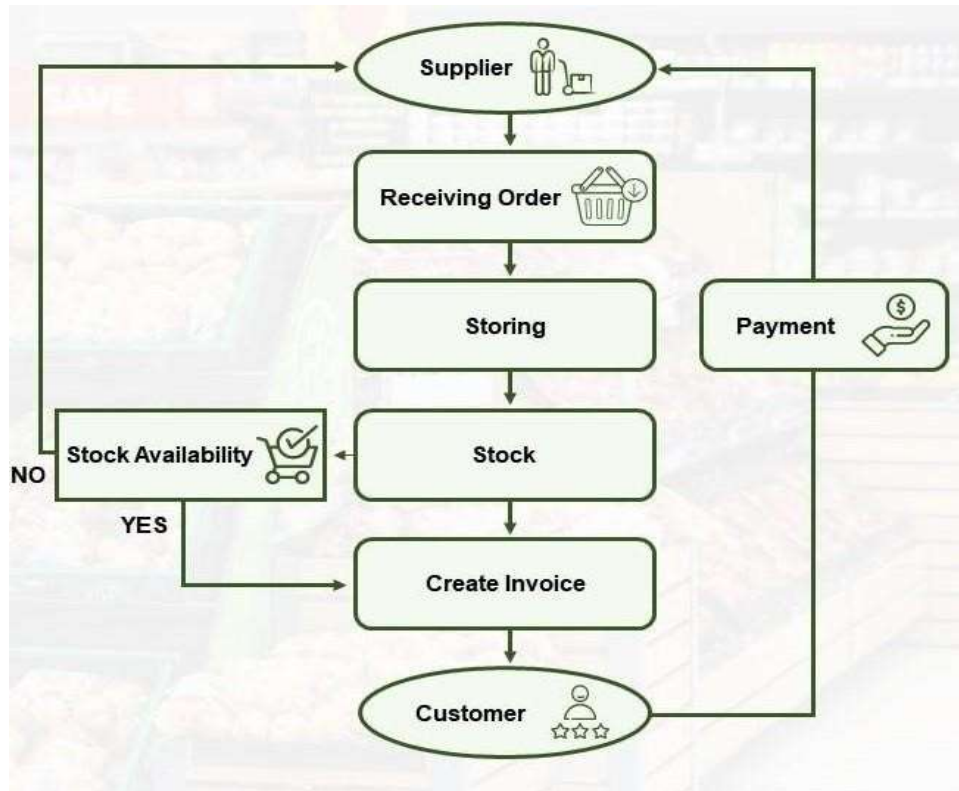 Supplier
Receiving Order
Storing
Payment
Stock Availability
Stock
NO
YES
Create Invoice
Customer